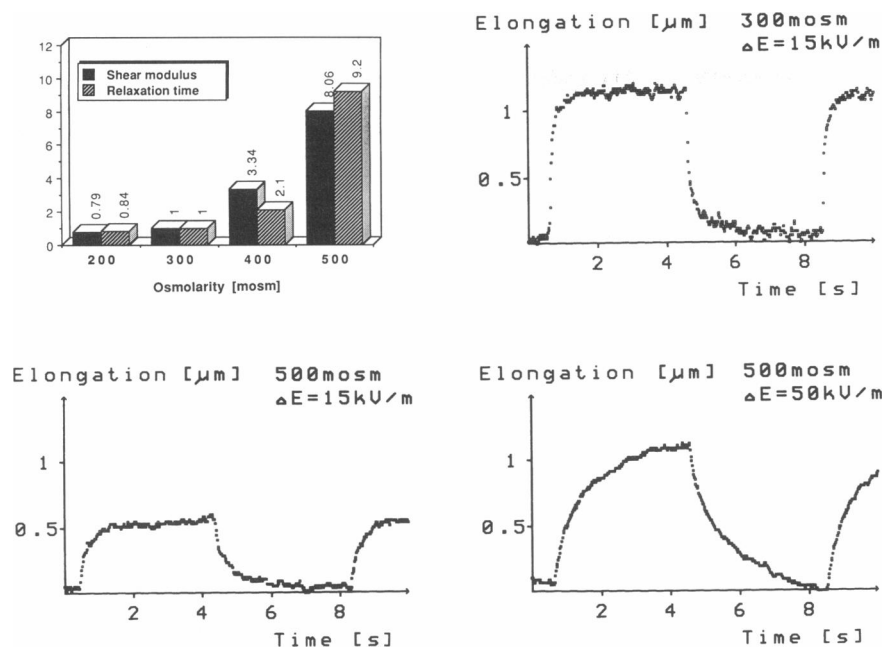 12
10
8
6
4
2
0
Shear modulus
Relaxation time
0.79
0.84
1
1
3.34
2.1
8.06
9.2
200 300 400 500
Osmolarity [mosm]
Elongation [µm] 300mosm
△E=15kV/m
1
0.5
2 4 6 8
Time [s]
Elongation [µm] 500mosm
△E=15kV/m
1
0.5
2 4 6 8
Time [s]
Elongation [µm] 500mosm
△E=50kV/m
1
0.5
2 4 6 8
Time [s]